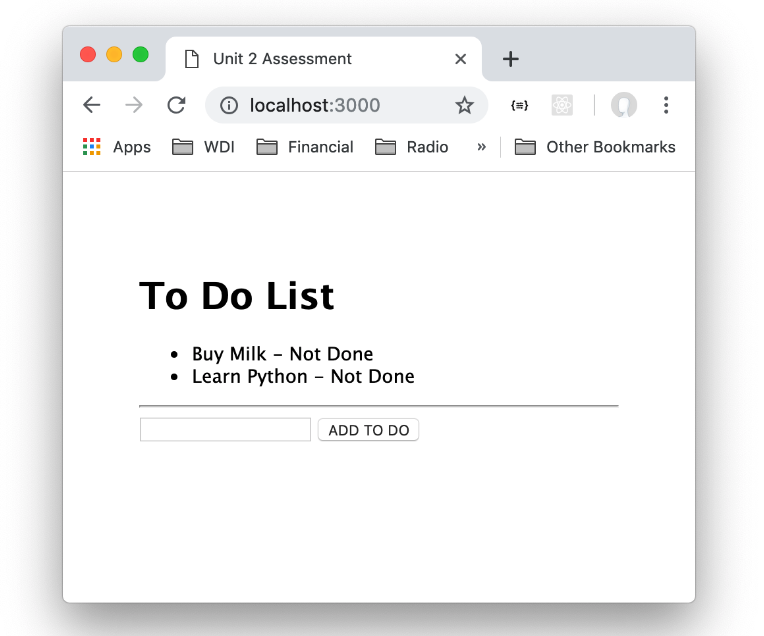 Unit 2 Assessment
localhost:3000
Apps WDI Financial Radio » Other Bookmarks
To Do List
• Buy Milk - Not Done
• Learn Python - Not Done
ADD TO DO